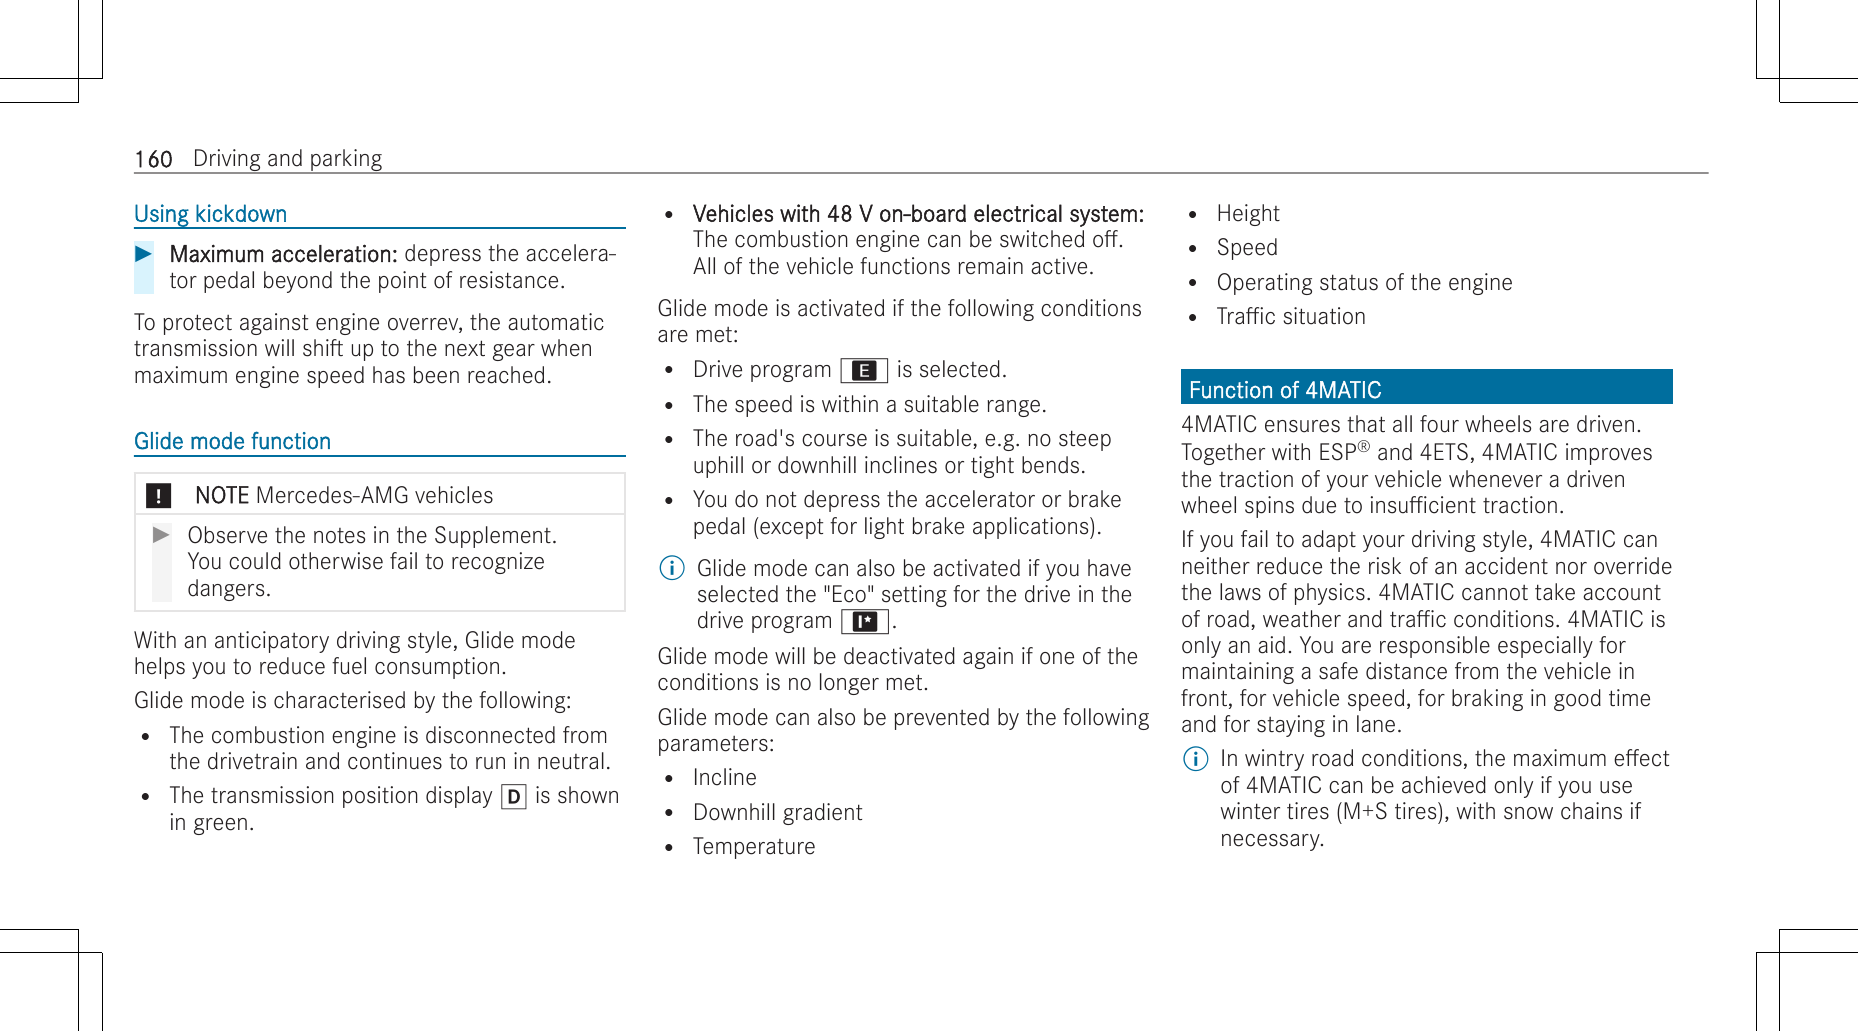 160 Driving and parking
Using kickdown
▶ Maximum acceleration: depress the accelera-
tor pedal beyond the point of resistance.
To protect against engine overrev, the automatic
transmission will shift up to the next gear when
maximum engine speed has been reached.
Glide mode function
! NOTE Mercedes-AMG vehicles
▶ Observe the notes in the Supplement.
You could otherwise fail to recognize
dangers.
With an anticipatory driving style, Glide mode
helps you to reduce fuel consumption.
Glide mode is characterised by the following:
• The combustion engine is disconnected from
the drivetrain and continues to run in neutral.
• The transmission position display D is shown
in green.
• Vehicles with 48 V on-board electrical system:
The combustion engine can be switched off.
All of the vehicle functions remain active.
Glide mode is activated if the following conditions
are met:
• Drive program E is selected.
• The speed is within a suitable range.
• The road's course is suitable, e.g. no steep
uphill or downhill inclines or tight bends.
• You do not depress the accelerator or brake
pedal (except for light brake applications).
i Glide mode can also be activated if you have
selected the "Eco" setting for the drive in the
drive program I*.
Glide mode will be deactivated again if one of the
conditions is no longer met.
Glide mode can also be prevented by the following
parameters:
• Incline
• Downhill gradient
• Temperature
• Height
• Speed
• Operating status of the engine
• Traffic situation
Function of 4MATIC
4MATIC ensures that all four wheels are driven.
Together with ESP® and 4ETS, 4MATIC improves
the traction of your vehicle whenever a driven
wheel spins due to insufficient traction.
If you fail to adapt your driving style, 4MATIC can
neither reduce the risk of an accident nor override
the laws of physics. 4MATIC cannot take account
of road, weather and traffic conditions. 4MATIC is
only an aid. You are responsible especially for
maintaining a safe distance from the vehicle in
front, for vehicle speed, for braking in good time
and for staying in lane.
i In wintry road conditions, the maximum effect
of 4MATIC can be achieved only if you use
winter tires (M+S tires), with snow chains if
necessary.